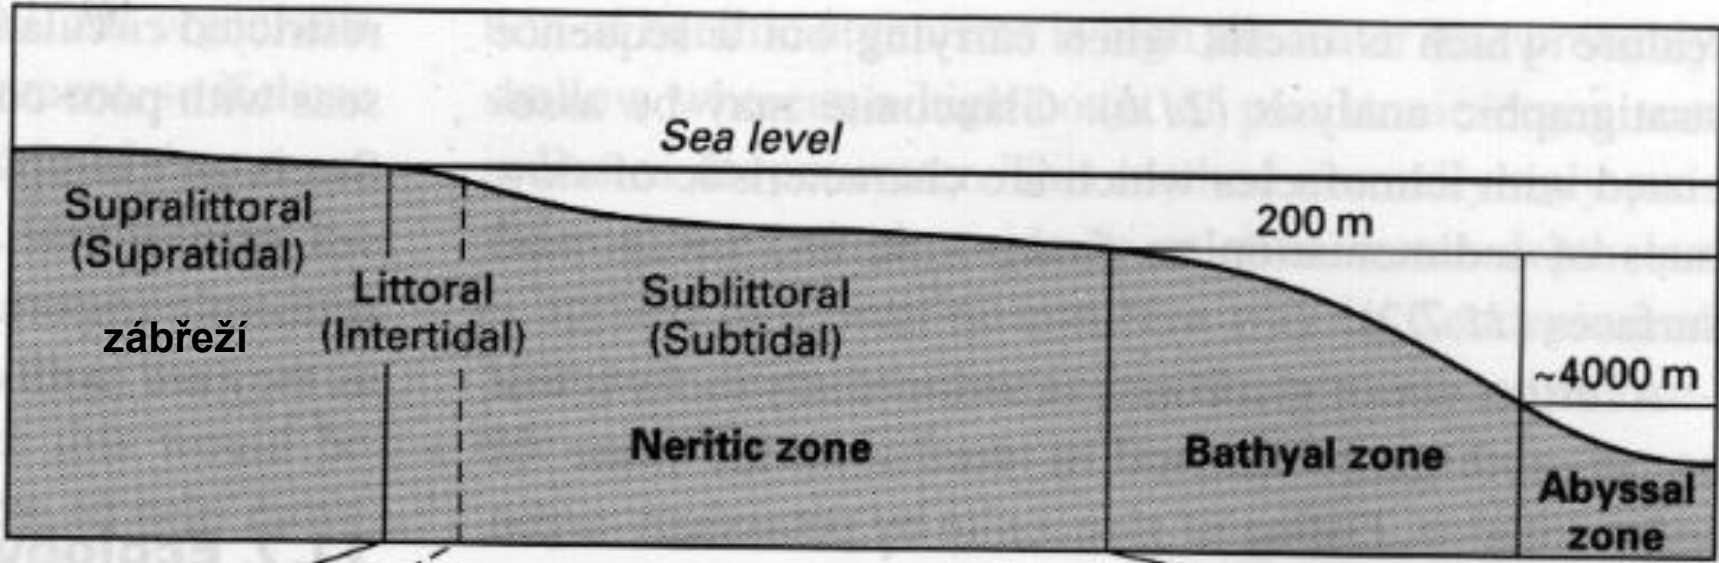 Sea level
Supralittoral
(Supratidal)
200 m
Littoral
(Intertidal)
Sublittoral
(Subtidal)
zábřeží
~4000 m
Neritic zone
Bathyal zone
Abyssal
zone